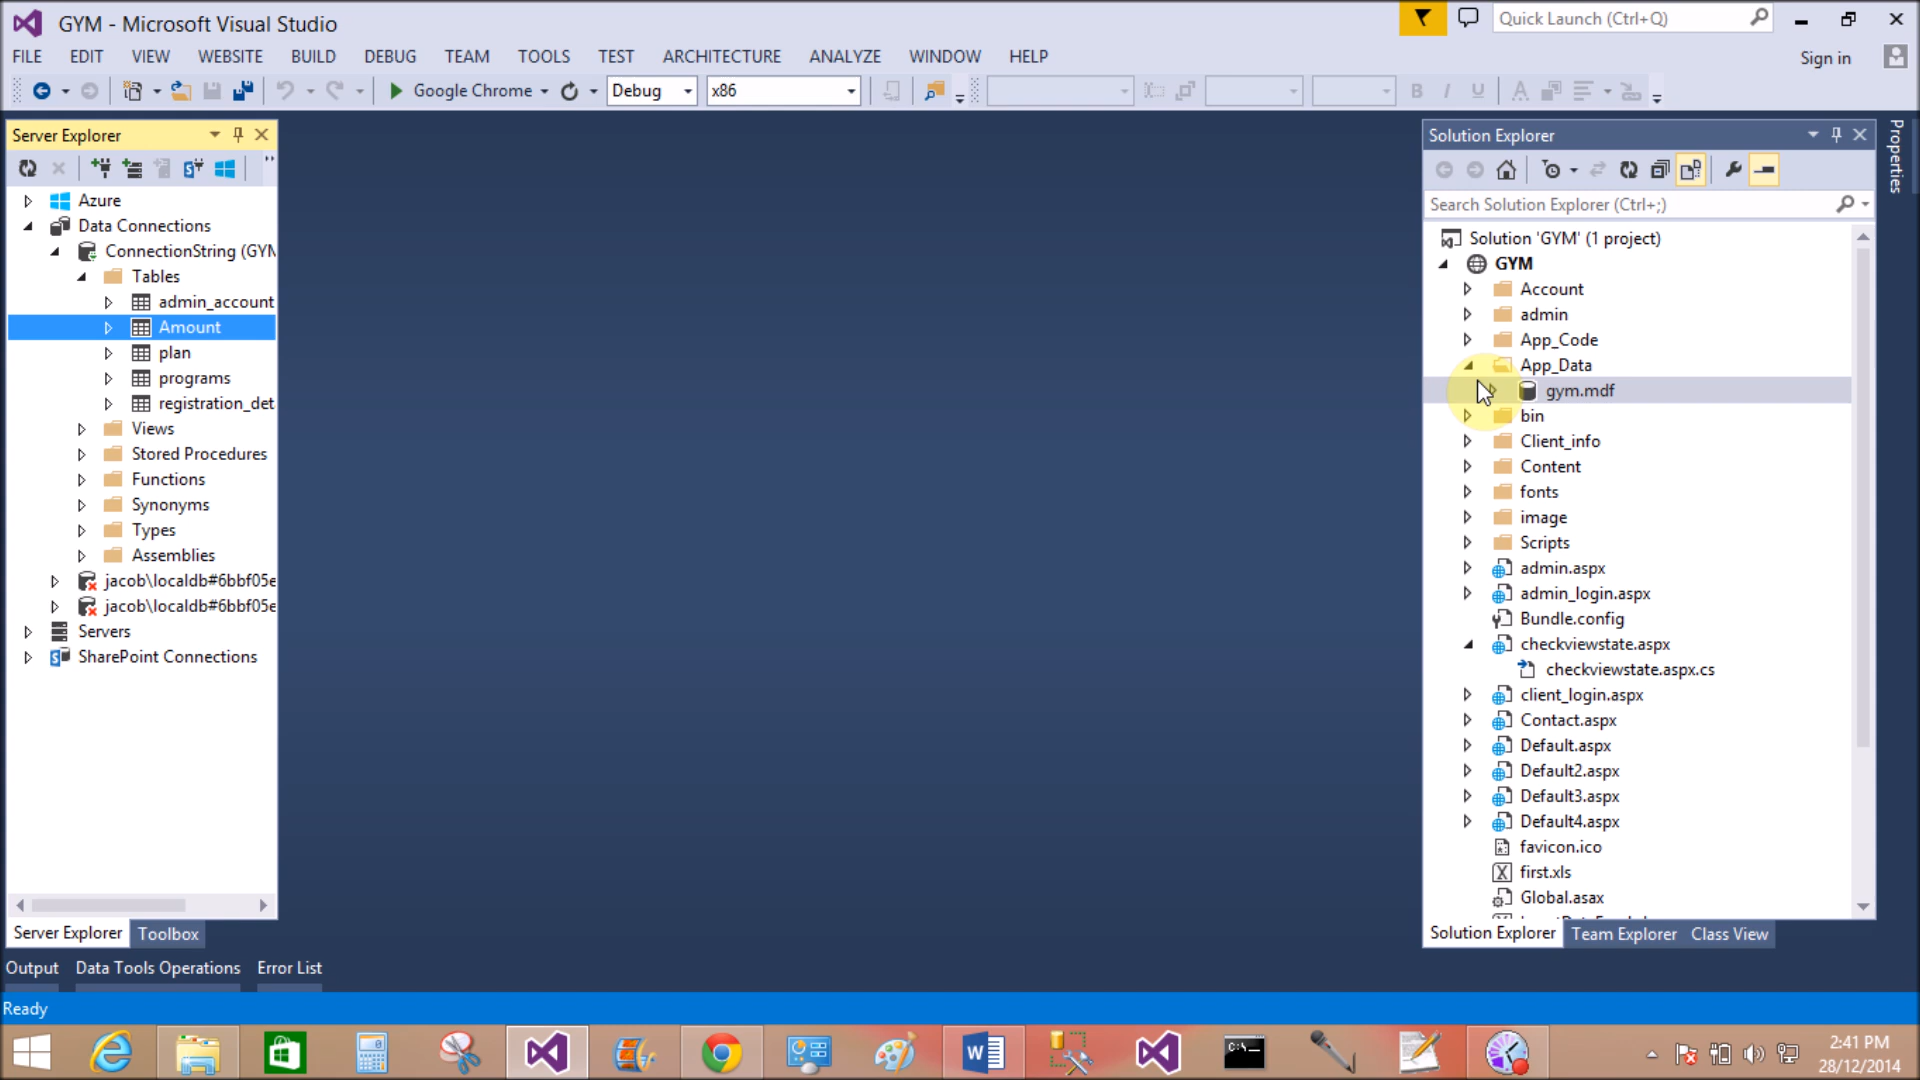 GYM - Microsoft Visual Studio
Quick Launch (Ctrl+Q)
FILE EDIT VIEW WEBSITE BUILD DEBUG TEAM TOOLS TEST ARCHITECTURE ANALYZE WINDOW HELP
Sign in
Google Chrome Debug x86 B I U A
Server Explorer
Azure
Data Connections
ConnectionString (GYM
Tables
admin_account
Amount
plan
programs
registration_det
Views
Stored Procedures
Functions
Synonyms
Types
Assemblies
jacob\localdb#6bbf05e
jacob\localdb#6bbf05e
Servers
SharePoint Connections
Server Explorer Toolbox
Solution Explorer
Search Solution Explorer (Ctrl+;)
Solution 'GYM' (1 project)
GYM
Account
admin
App_Code
App_Data
gym.mdf
bin
Client_info
Content
fonts
image
Scripts
admin.aspx
admin_login.aspx
Bundle.config
checkviewstate.aspx
checkviewstate.aspx.cs
client_login.aspx
Contact.aspx
Default.aspx
Default2.aspx
Default3.aspx
Default4.aspx
favicon.ico
first.xls
Global.asax
Solution Explorer Team Explorer Class View
Properties
Output Data Tools Operations Error List
Ready
2:41 PM
28/12/2014